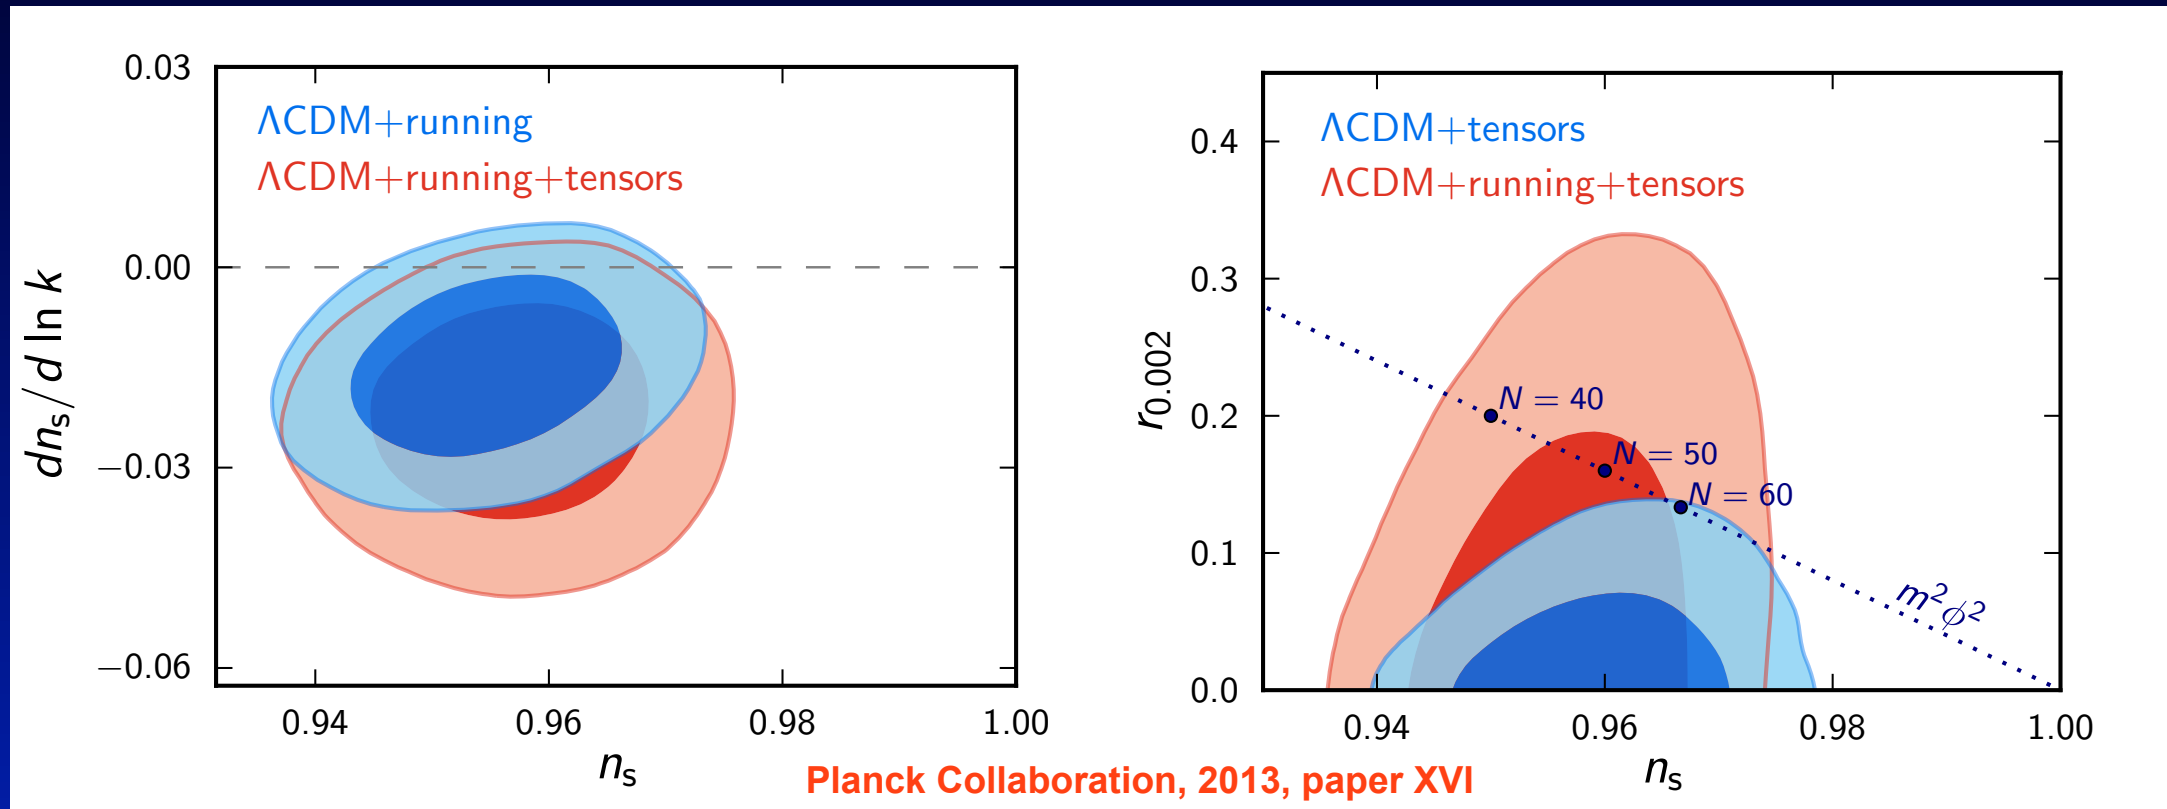 0.03
0.00
−0.03
−0.06
dn_s/d ln k
ΛCDM+running
ΛCDM+running+tensors
0.94 0.96 0.98 1.00
n_s
0.4
0.3
0.2
0.1
0.0
r_0.002
ΛCDM+tensors
ΛCDM+running+tensors
N = 40
N = 50
N = 60
m²ϕ²
0.94 0.96 0.98 1.00
n_s
Planck Collaboration, 2013, paper XVI